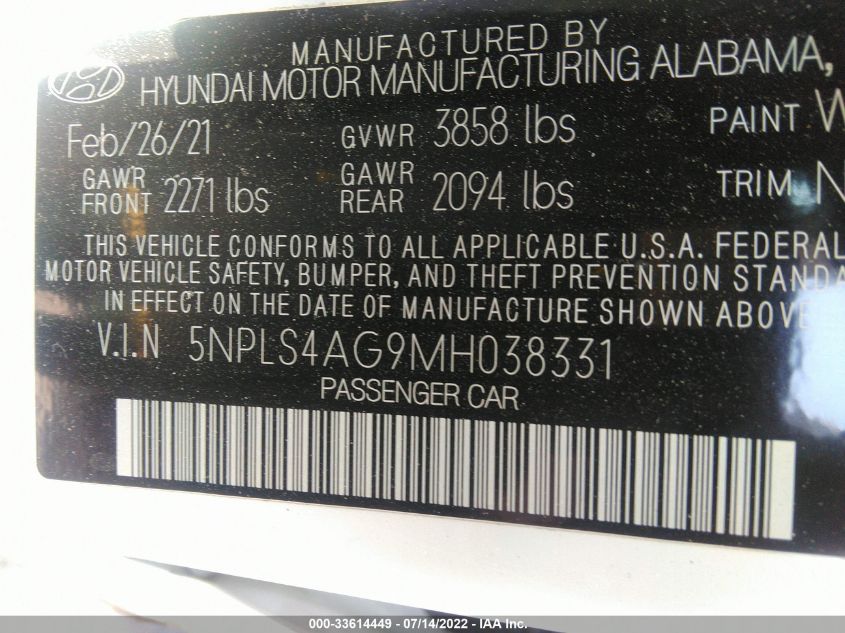 MANUFACTURED BY
HYUNDAI MOTOR MANUFACTURING ALABAMA,
Feb/26/21 GVWR 3858 lbs PAINT W
GAWR FRONT 2271 lbs GAWR REAR 2094 lbs TRIM N
THIS VEHICLE CONFORMS TO ALL APPLICABLE U.S.A. FEDERAL
MOTOR VEHICLE SAFETY, BUMPER, AND THEFT PREVENTION STANDA
IN EFFECT ON THE DATE OF MANUFACTURE SHOWN ABOVE
V.I.N 5NPLS4AG9MH038331
PASSENGER CAR
000-33614449 - 07/14/2022 - IAA Inc.